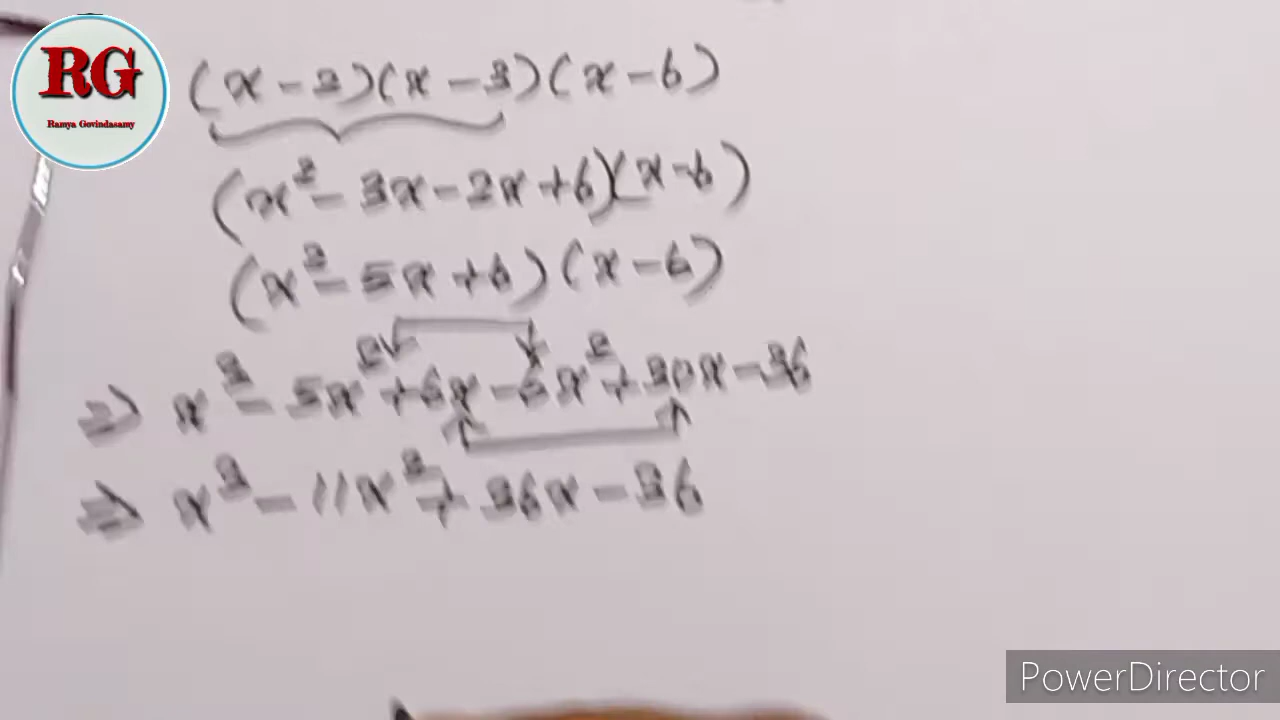 RG
Ramya Govindasamy
(x - 2)(x - 3)(x - 6)
(x² - 3x - 2x + 6)(x - 6)
(x² - 5x + 6)(x - 6)
⇒ x³ - 5x² + 6x - 6x² + 30x - 36
⇒ x³ - 11x² + 36x - 36
PowerDirector